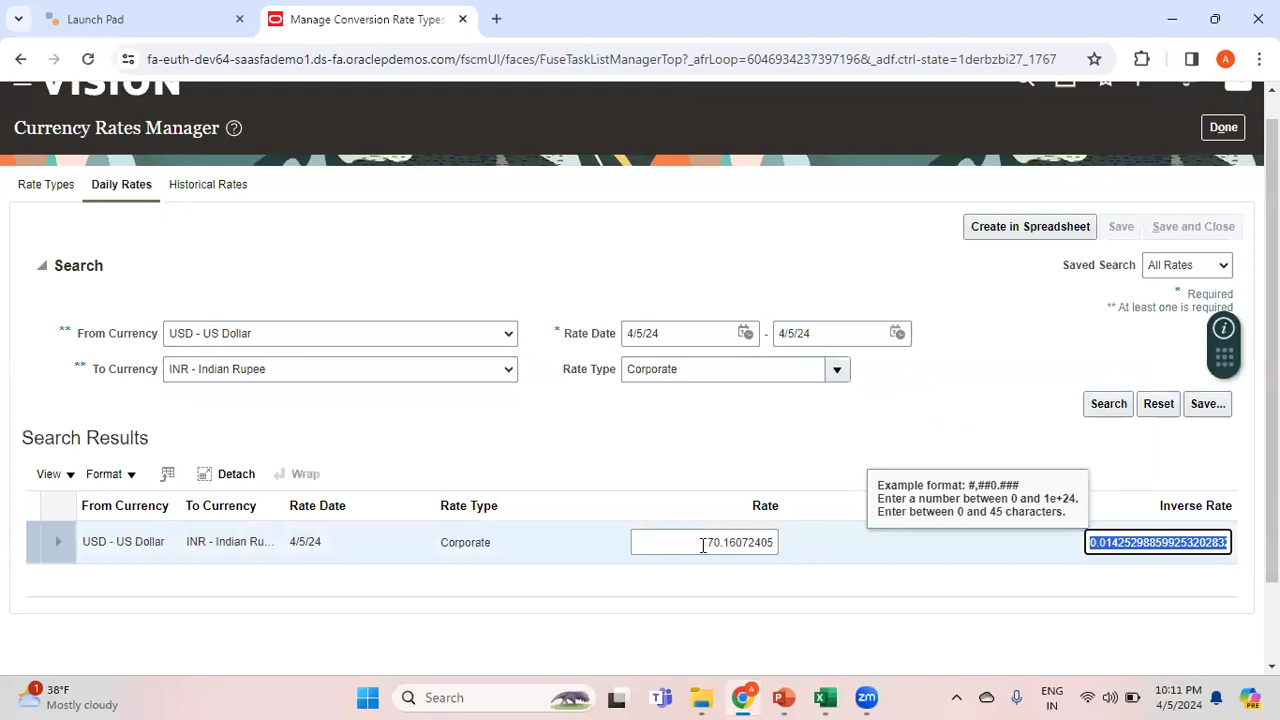 Launch Pad
Manage Conversion Rate Types
fa-euth-dev64-saasfademo1.ds-fa.oraclepdemos.com/fscmUI/faces/FuseTaskListManagerTop?_afrLoop=6046934237397196&_adf.ctrl-state=1derbzbi27_1767
A
VISION
Currency Rates Manager
Done
Rate Types Daily Rates Historical Rates
Create in Spreadsheet Save Save and Close
Search
Saved Search All Rates
* Required
** At least one is required
** From Currency USD - US Dollar * Rate Date 4/5/24 - 4/5/24
** To Currency INR - Indian Rupee Rate Type Corporate
Search Reset Save...
Search Results
View Format Detach Wrap
Example format: #,##0.###
Enter a number between 0 and 1e+24.
Enter between 0 and 45 characters.
From Currency To Currency Rate Date Rate Type Rate Inverse Rate
USD - US Dollar INR - Indian Ru... 4/5/24 Corporate 70.16072405 0.01425298859925320283
1
38°F
Mostly cloudy
Search
ENG
IN
10:11 PM
4/5/2024